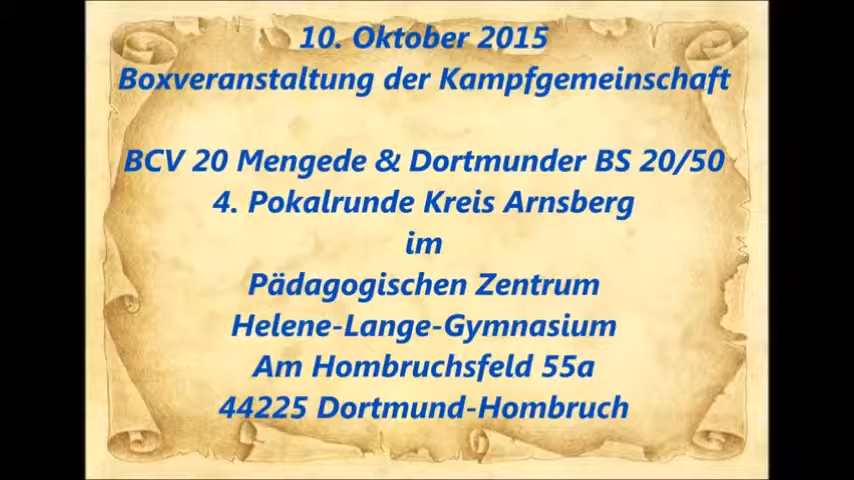 10. Oktober 2015
Boxveranstaltung der Kampfgemeinschaft
BCV 20 Mengede & Dortmunder BS 20/50
4. Pokalrunde Kreis Arnsberg
im
Pädagogischen Zentrum
Helene-Lange-Gymnasium
Am Hombruchsfeld 55a
44225 Dortmund-Hombruch